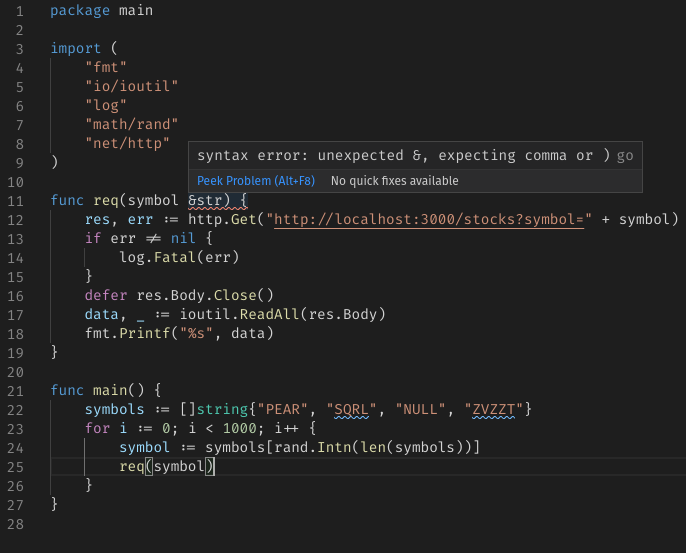 1 package main
2
3 import (
4 "fmt"
5 "io/ioutil"
6 "log"
7 "math/rand"
8 "net/http"
9 )
syntax error: unexpected &, expecting comma or ) go
Peek Problem (Alt+F8) No quick fixes available
10
11 func req(symbol &str) {
12 res, err := http.Get("http://localhost:3000/stocks?symbol=" + symbol)
13 if err != nil {
14 log.Fatal(err)
15 }
16 defer res.Body.Close()
17 data, _ := ioutil.ReadAll(res.Body)
18 fmt.Printf("%s", data)
19 }
20
21 func main() {
22 symbols := []string{"PEAR", "SQRL", "NULL", "ZVZZT"}
23 for i := 0; i < 1000; i++ {
24 symbol := symbols[rand.Intn(len(symbols))]
25 req(symbol)
26 }
27 }
28